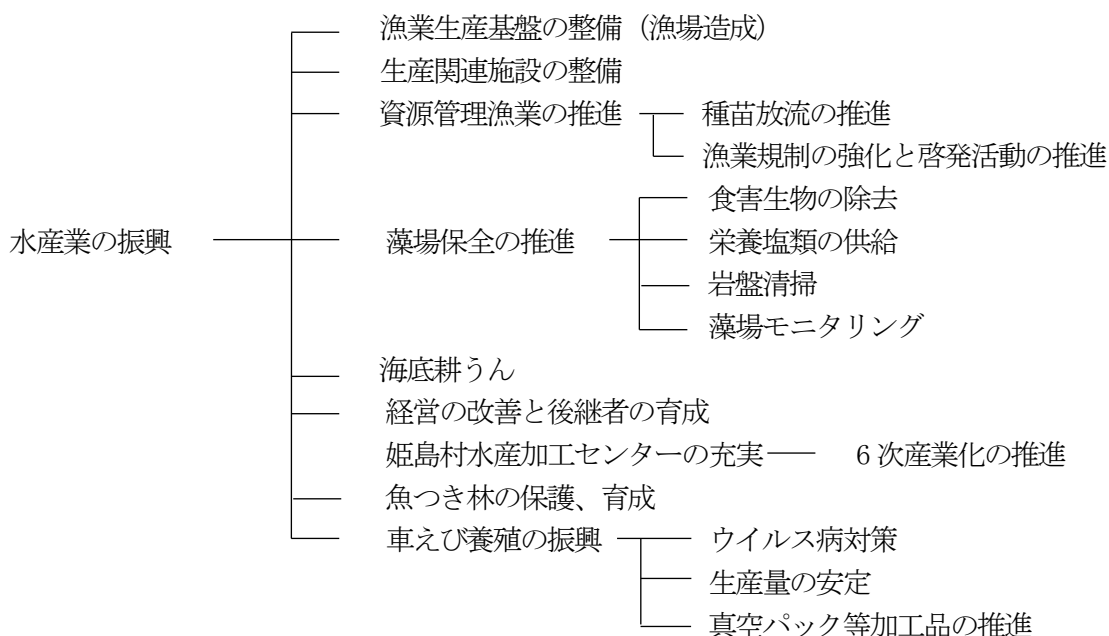 漁業生産基盤の整備（漁場造成）
生産関連施設の整備
資源管理漁業の推進 種苗放流の推進
漁業規制の強化と啓発活動の推進
食害生物の除去
水産業の振興 藻場保全の推進 栄養塩類の供給
岩盤清掃
藻場モニタリング
海底耕うん
経営の改善と後継者の育成
姫島村水産加工センターの充実 6次産業化の推進
魚つき林の保護、育成
車えび養殖の振興 ウイルス病対策
生産量の安定
真空パック等加工品の推進